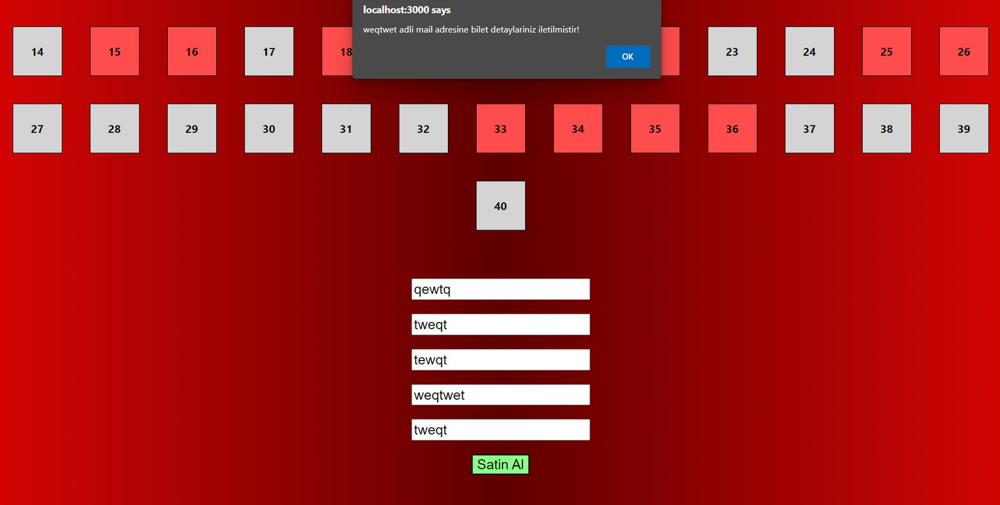 localhost:3000 says
weqtwet adli mail adresine bilet detaylariniz iletilmistir!
OK
14 15 16 17 18 23 24 25 26
27 28 29 30 31 32 33 34 35 36 37 38 39
40
qewtq
tweqt
tewqt
weqtwet
tweqt
Satin Al